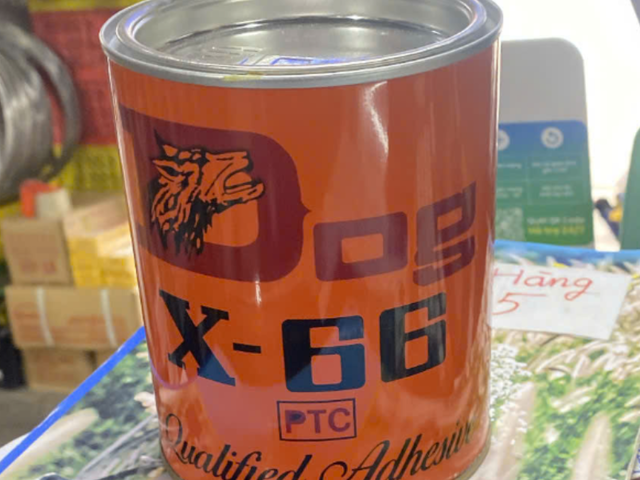 Dog
X-66
PTC
Qualified Adhesive
Hàng
5